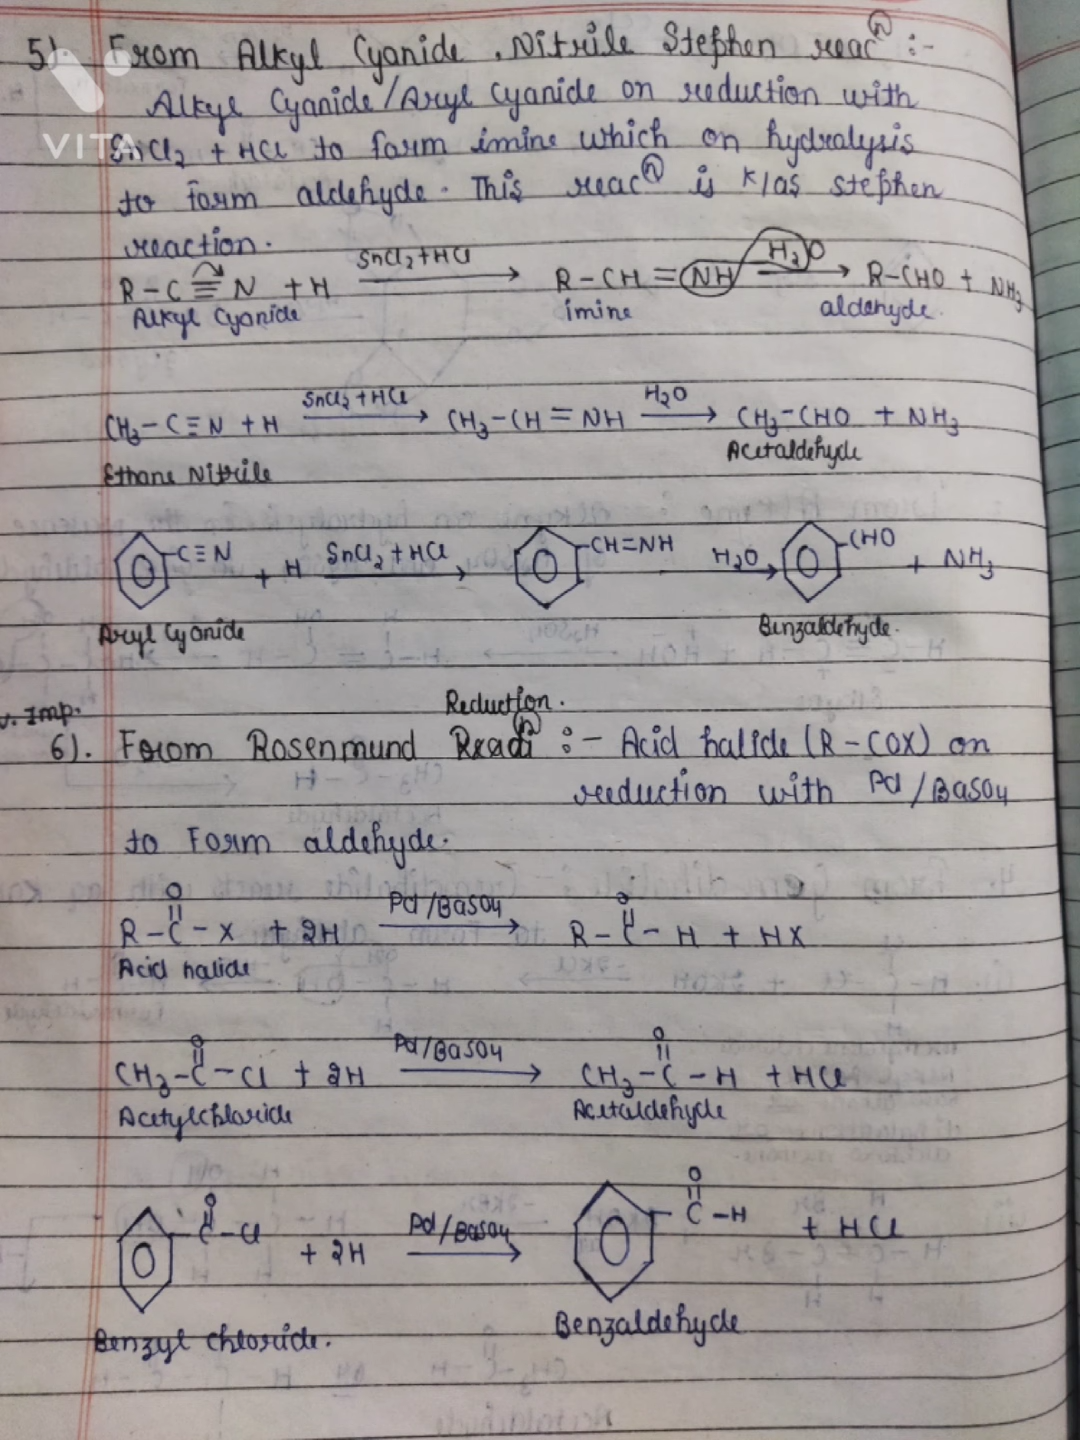 5). From Alkyl Cyanide, Nitrile Stephen reacⁿ :-
VITA
Alkyl Cyanide/Aryl Cyanide on reduction with
SnCl₂ + HCl to form imine which on hydralysis
to form aldehyde. This reacⁿ is k/as stephen
reaction.
R-C≡N + H SnCl₂+HCl → R-CH=NH H₂O → R-CHO + NH₃
Alkyl Cyanide imine aldehyde.
CH₃-C≡N + H SnCl₂+HCl → CH₃-CH=NH H₂O → CH₃-CHO + NH₃
Ethane Nitrile Acetaldehyde
C≡N + H SnCl₂+HCl → CH=NH H₂O → CHO + NH₃
Aryl Cyanide Benzaldehyde.
v. Imp. Reduction.
6). From Rosenmund :- Acid halide (R-COX) on
reduction with Pd/BaSO₄
to Form aldehyde.
O O
R-C-X + 2H Pd/BaSO₄ → R-C-H + HX
Acid halide
O O
CH₃-C-Cl + 2H Pd/BaSO₄ → CH₃-C-H + HCl
Acetylchloride Acetaldehyde
O O
C-Cl + 2H Pd/BaSO₄ → C-H + HCl
Benzyl chloride. Benzaldehyde